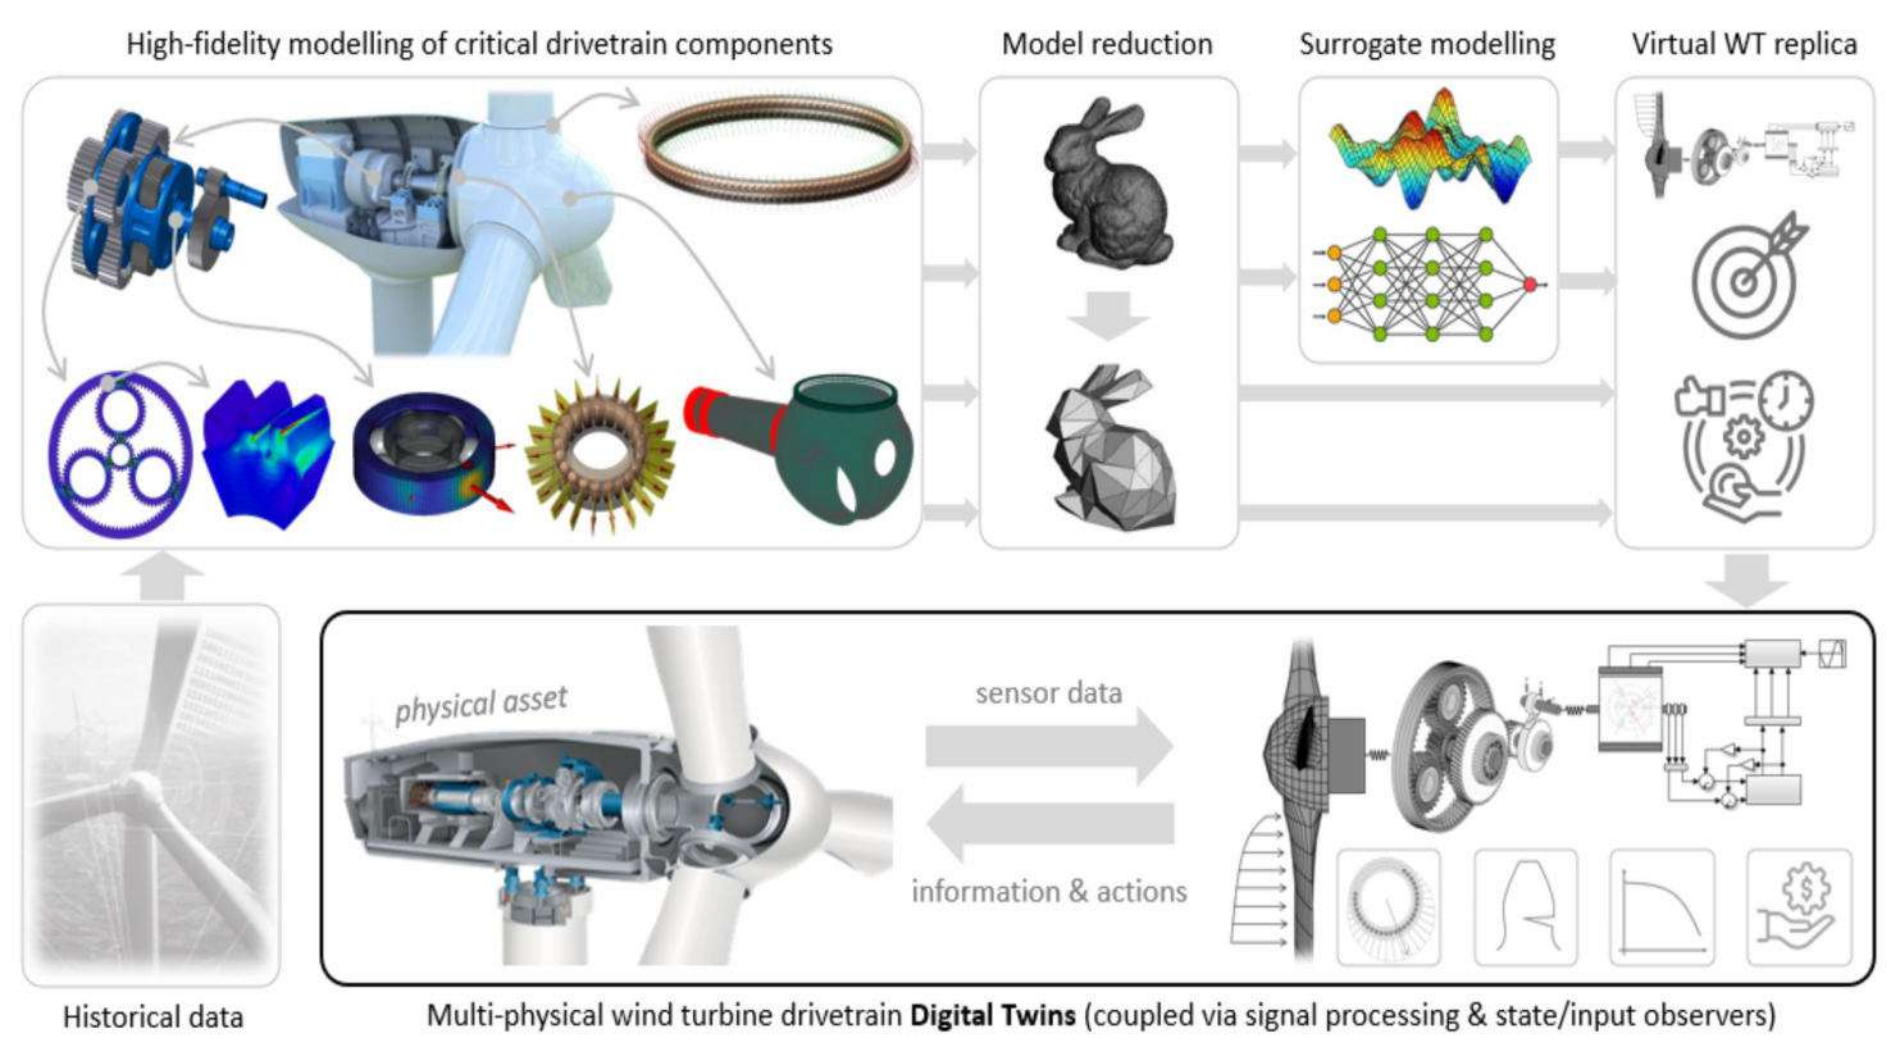 High-fidelity modelling of critical drivetrain components
Model reduction
Surrogate modelling
Virtual WT replica
physical asset
sensor data
information & actions
$
Historical data
Multi-physical wind turbine drivetrain Digital Twins (coupled via signal processing & state/input observers)